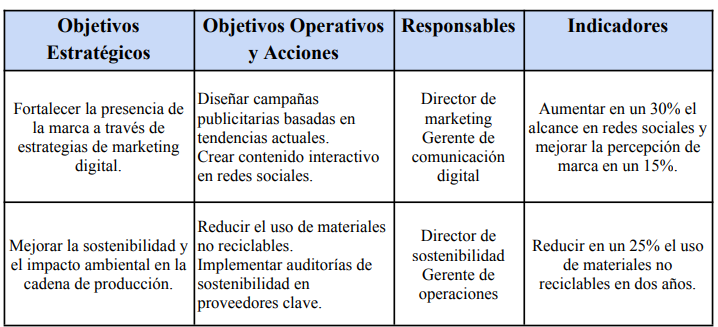 Objetivos
Estratégicos
Objetivos Operativos
y Acciones
Responsables
Indicadores
Fortalecer la presencia de
la marca a través de
estrategias de marketing
digital.
Diseñar campañas
publicitarias basadas en
tendencias actuales.
Crear contenido interactivo
en redes sociales.
Director de
marketing
Gerente de
comunicación
digital
Aumentar en un 30% el
alcance en redes sociales y
mejorar la percepción de
marca en un 15%.
Mejorar la sostenibilidad y
el impacto ambiental en la
cadena de producción.
Reducir el uso de materiales
no reciclables.
Implementar auditorías de
sostenibilidad en
proveedores clave.
Director de
sostenibilidad
Gerente de
operaciones
Reducir en un 25% el uso
de materiales no
reciclables en dos años.